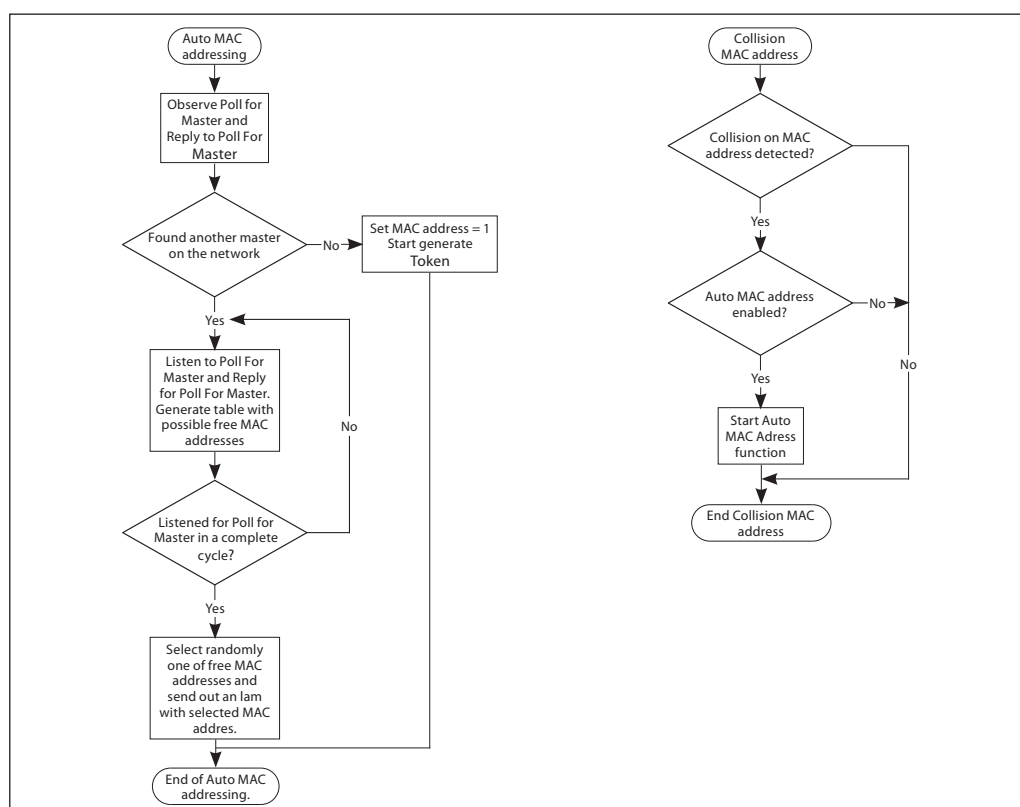 Auto MAC
addressing
Observe Poll for
Master and
Reply to Poll For
Master
Found another master
on the network
No
Set MAC address = 1
Start generate
Token
Yes
Listen to Poll For
Master and Reply
for Poll For Master.
Generate table with
possible free MAC
addresses
No
Listened for Poll for
Master in a complete
cycle?
Yes
Select randomly
one of free MAC
addresses and
send out an Iam
with selected MAC
addres.
End of Auto MAC
addressing.
Collision
MAC address
Collision on MAC
address detected?
Yes
Auto MAC address
enabled?
No
No
Yes
Start Auto
MAC Adress
function
End Collision MAC
address